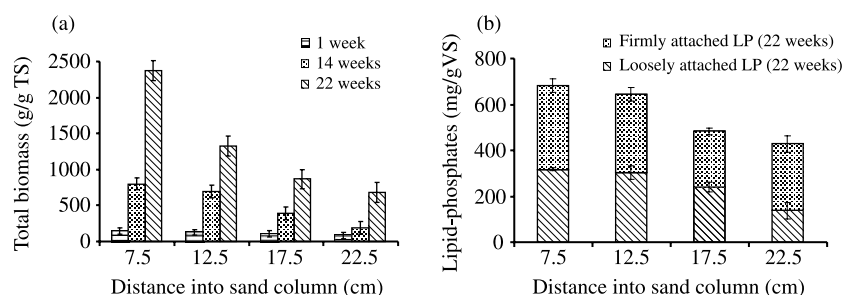 (a)
Total biomass (g/g TS)
1 week
14 weeks
22 weeks
2500
2000
1500
1000
500
0
7.5 12.5 17.5 22.5
Distance into sand column (cm)
(b)
Lipid-phosphates (mg/gVS)
Firmly attached LP (22 weeks)
Loosely attached LP (22 weeks)
800
600
400
200
0
7.5 12.5 17.5 22.5
Distance into sand column (cm)